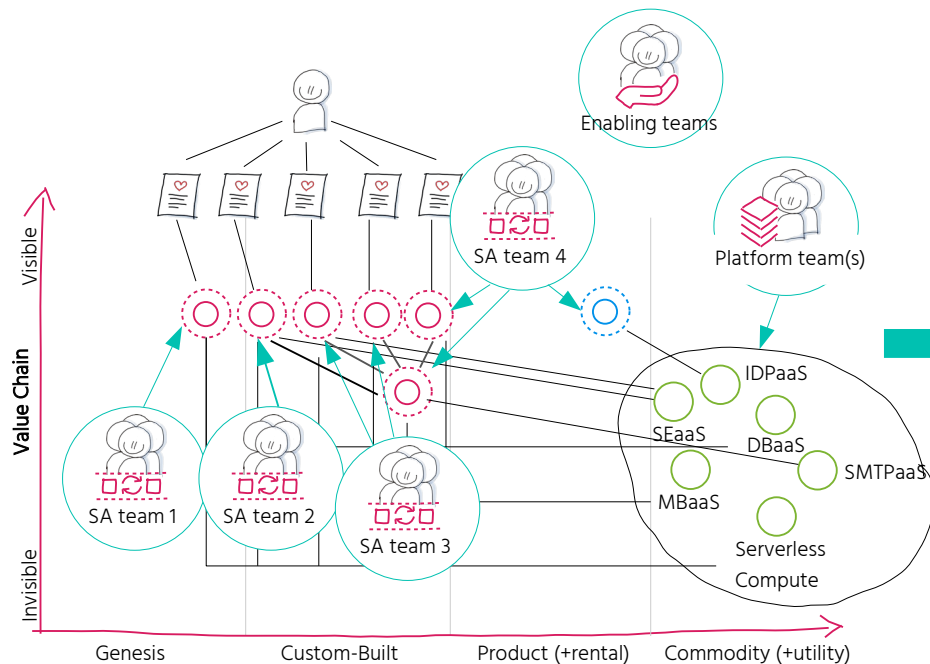 Enabling teams
SA team 4
Platform team(s)
Visible
Value Chain
Invisible
IDPaaS
SEaaS
DBaaS
SMTPaaS
MBaaS
Serverless
Compute
SA team 1
SA team 2
SA team 3
Genesis
Custom-Built
Product (+rental)
Commodity (+utility)